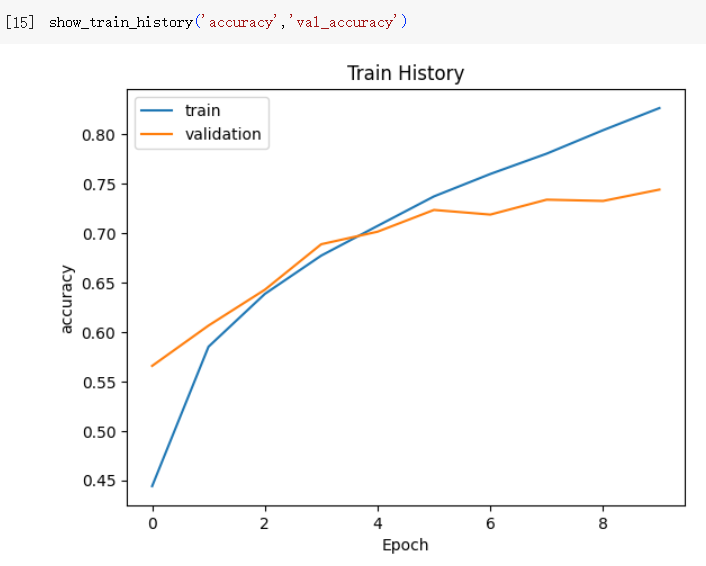 [15] show_train_history('accuracy','val_accuracy')
Train History
train
validation
accuracy
0.80
0.75
0.70
0.65
0.60
0.55
0.50
0.45
0 2 4 6 8
Epoch